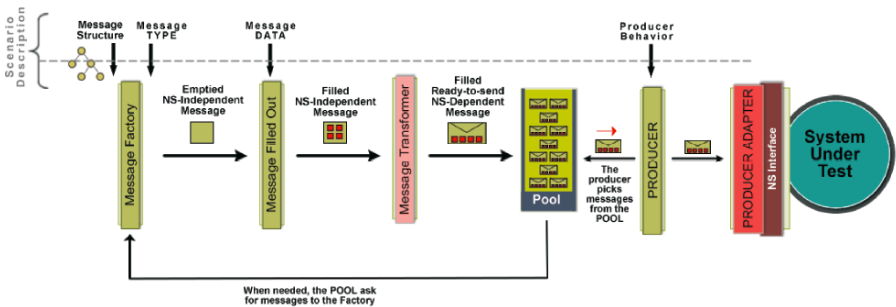 Scenario
Description
Message
Structure
Message
TYPE
Message
DATA
Producer
Behavior
Message Factory
Emptied
NS-Independent
Message
Message Filled Out
Filled
NS-Independent
Message
Message Transformer
Filled
Ready-to-send
NS-Dependent
Message
Pool
The
producer
picks
messages
from the
POOL
PRODUCER
PRODUCER ADAPTER
NS Interface
System
Under
Test
When needed, the POOL ask
for messages to the Factory